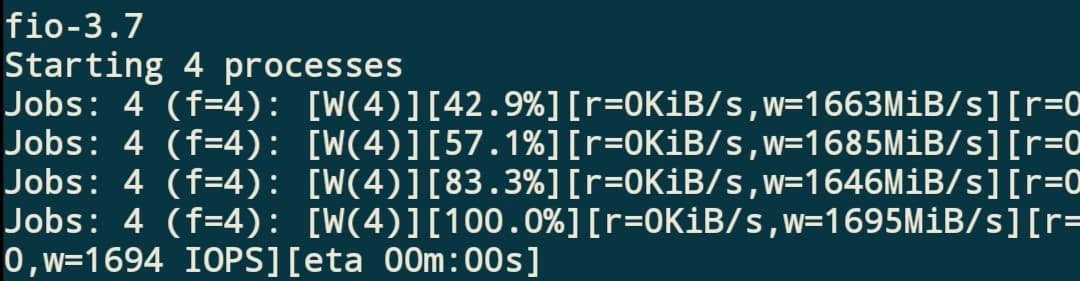 fio-3.7
Starting 4 processes
Jobs: 4 (f=4): [W(4)][42.9%][r=0KiB/s,w=1663MiB/s][r=0
Jobs: 4 (f=4): [W(4)][57.1%][r=0KiB/s,w=1685MiB/s][r=0
Jobs: 4 (f=4): [W(4)][83.3%][r=0KiB/s,w=1646MiB/s][r=0
Jobs: 4 (f=4): [W(4)][100.0%][r=0KiB/s,w=1695MiB/s][r=
0,w=1694 IOPS][eta 00m:00s]